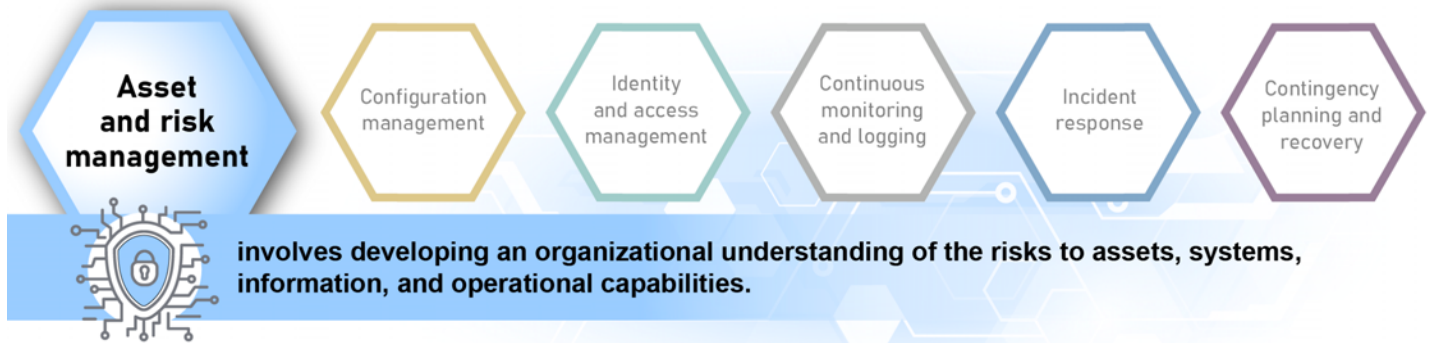 Asset
and risk
management
Configuration
management
Identity
and access
management
Continuous
monitoring
and logging
Incident
response
Contingency
planning and
recovery
involves developing an organizational understanding of the risks to assets, systems,
information, and operational capabilities.